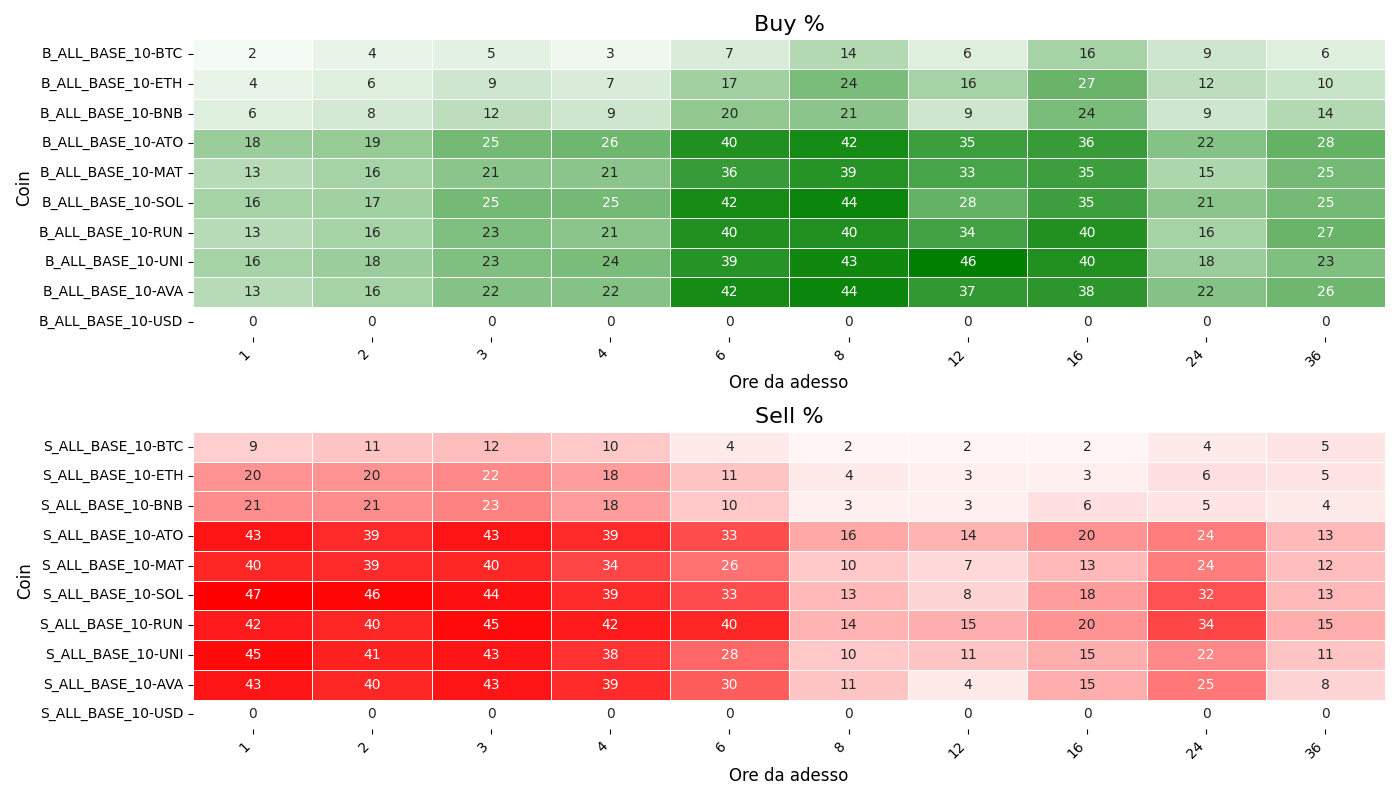 Buy %
Coin
B_ALL_BASE_10-BTC 2 4 5 3 7 14 6 16 9 6
B_ALL_BASE_10-ETH 4 6 9 7 17 24 16 27 12 10
B_ALL_BASE_10-BNB 6 8 12 9 20 21 9 24 9 14
B_ALL_BASE_10-ATO 18 19 25 26 40 42 35 36 22 28
B_ALL_BASE_10-MAT 13 16 21 21 36 39 33 35 15 25
B_ALL_BASE_10-SOL 16 17 25 25 42 44 28 35 21 25
B_ALL_BASE_10-RUN 13 16 23 21 40 40 34 40 16 27
B_ALL_BASE_10-UNI 16 18 23 24 39 43 46 40 18 23
B_ALL_BASE_10-AVA 13 16 22 22 42 44 37 38 22 26
B_ALL_BASE_10-USD 0 0 0 0 0 0 0 0 0 0
1 2 3 4 6 8 12 16 24 36
Ore da adesso
Sell %
Coin
S_ALL_BASE_10-BTC 9 11 12 10 4 2 2 2 4 5
S_ALL_BASE_10-ETH 20 20 22 18 11 4 3 3 6 5
S_ALL_BASE_10-BNB 21 21 23 18 10 3 3 6 5 4
S_ALL_BASE_10-ATO 43 39 43 39 33 16 14 20 24 13
S_ALL_BASE_10-MAT 40 39 40 34 26 10 7 13 24 12
S_ALL_BASE_10-SOL 47 46 44 39 33 13 8 18 32 13
S_ALL_BASE_10-RUN 42 40 45 42 40 14 15 20 34 15
S_ALL_BASE_10-UNI 45 41 43 38 28 10 11 15 22 11
S_ALL_BASE_10-AVA 43 40 43 39 30 11 4 15 25 8
S_ALL_BASE_10-USD 0 0 0 0 0 0 0 0 0 0
1 2 3 4 6 8 12 16 24 36
Ore da adesso